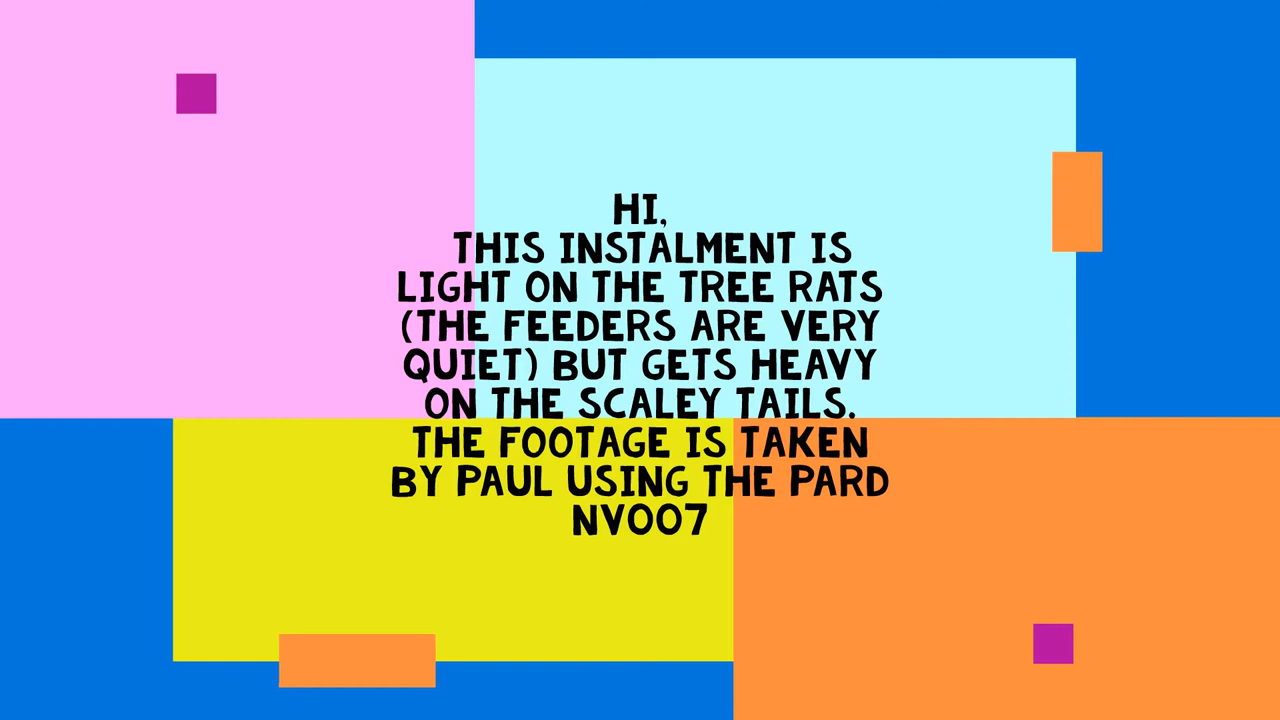 HI,
THIS INSTALMENT IS
LIGHT ON THE TREE RATS
(THE FEEDERS ARE VERY
QUIET) BUT GETS HEAVY
ON THE SCALEY TAILS.
THE FOOTAGE IS TAKEN
BY PAUL USING THE PARD
NV007